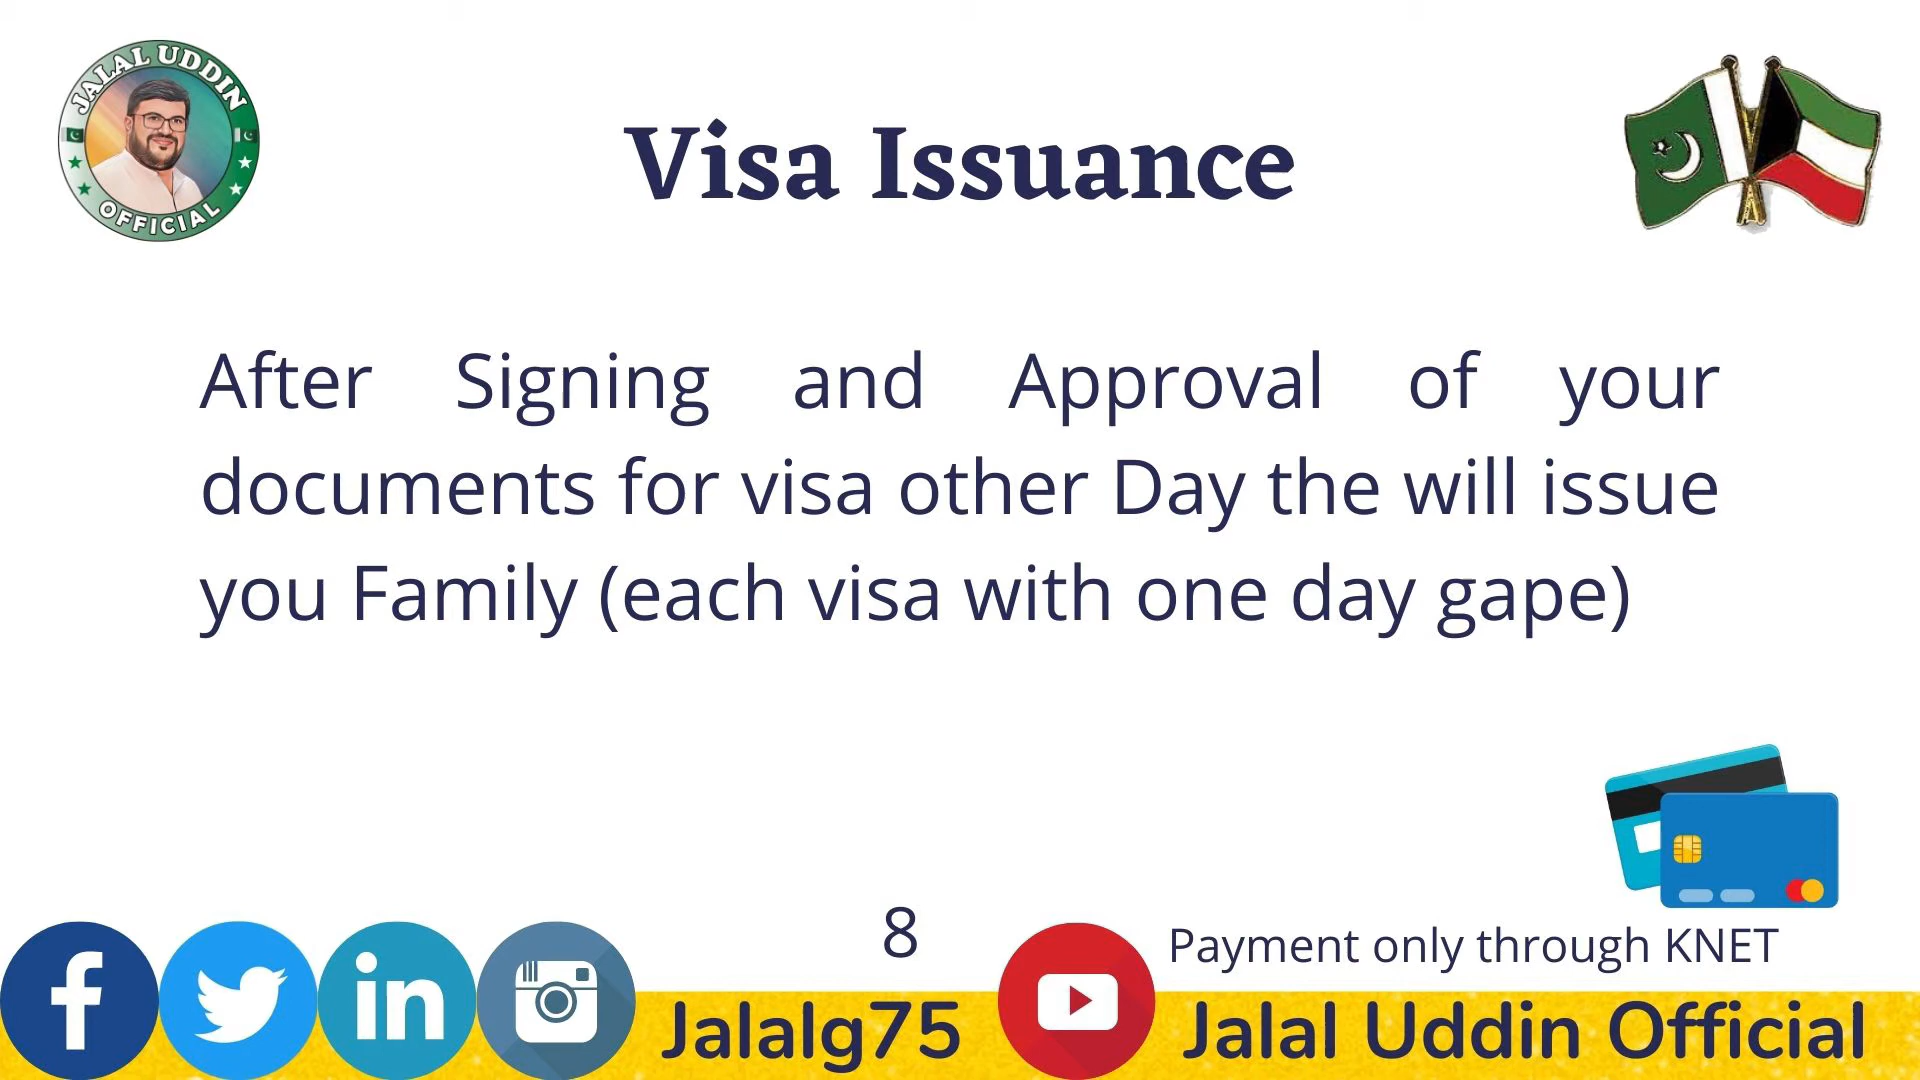 JALAL UDDIN
OFFICIAL
Visa Issuance
After Signing and Approval of your
documents for visa other Day the will issue
you Family (each visa with one day gape)
8
Payment only through KNET
Jalalg75
Jalal Uddin Official